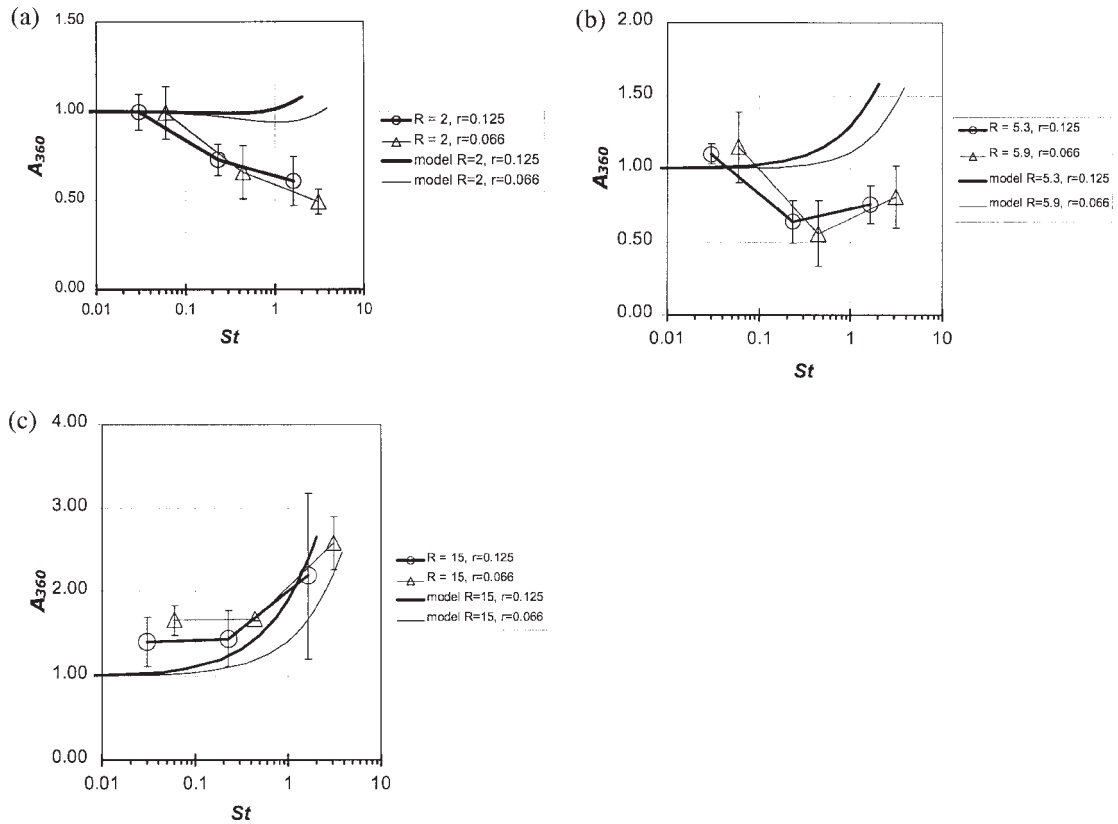 (a)
1.50
1.00
0.50
0.00
A360
0.01 0.1 1 10
St
R = 2, r=0.125
R = 2, r=0.066
model R=2, r=0.125
model R=2, r=0.066
(b)
2.00
1.50
1.00
0.50
0.00
A360
0.01 0.1 1 10
St
R = 5.3, r=0.125
R = 5.9, r=0.066
model R=5.3, r=0.125
model R=5.9, r=0.066
(c)
4.00
3.00
2.00
1.00
0.00
A360
0.01 0.1 1 10
St
R = 15, r=0.125
R = 15, r=0.066
model R=15, r=0.125
model R=15, r=0.066